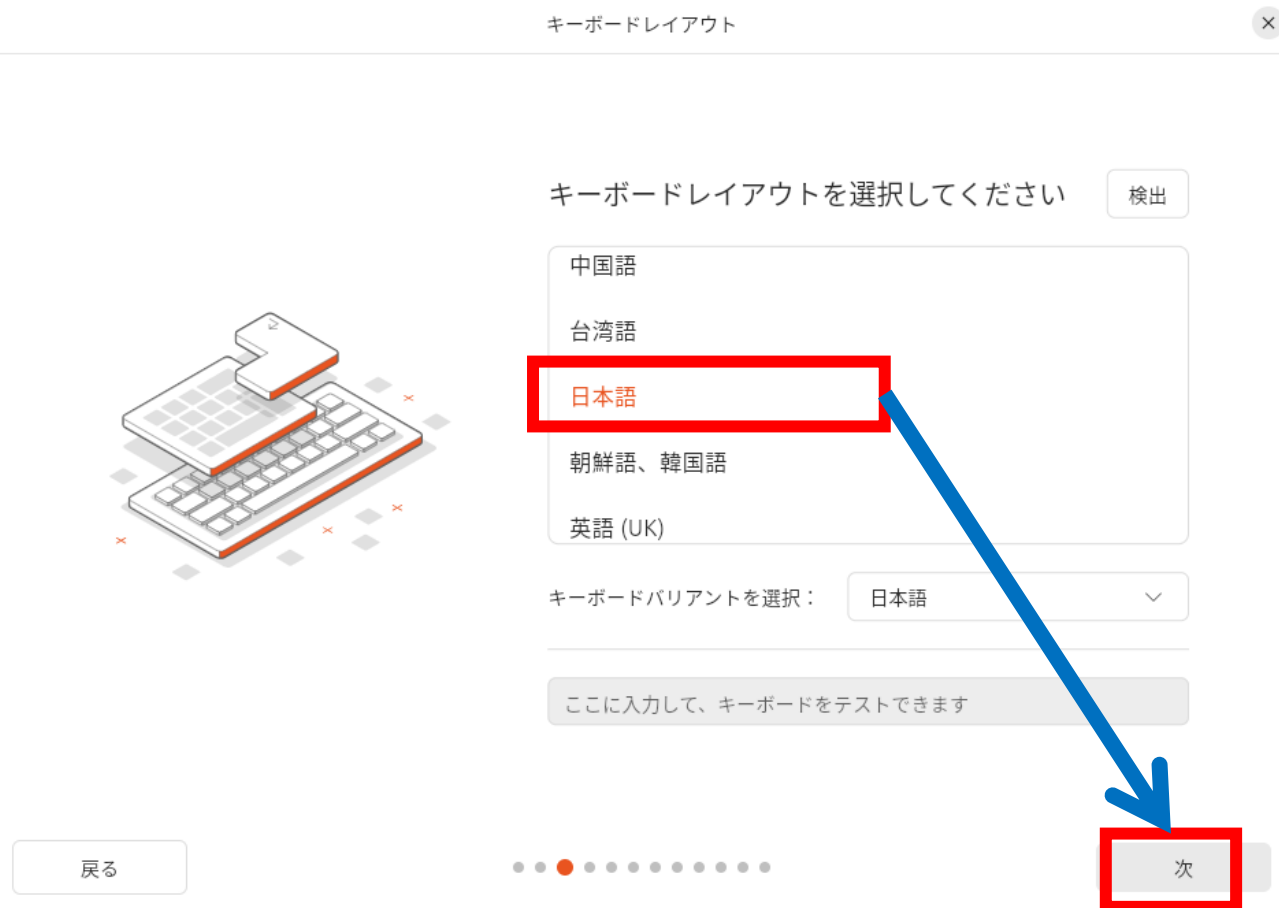 キーボードレイアウト
キーボードレイアウトを選択してください
検出
中国語
台湾語
日本語
朝鮮語、韓国語
英語 (UK)
キーボードバリアントを選択： 日本語
ここに入力して、キーボードをテストできます
戻る
次